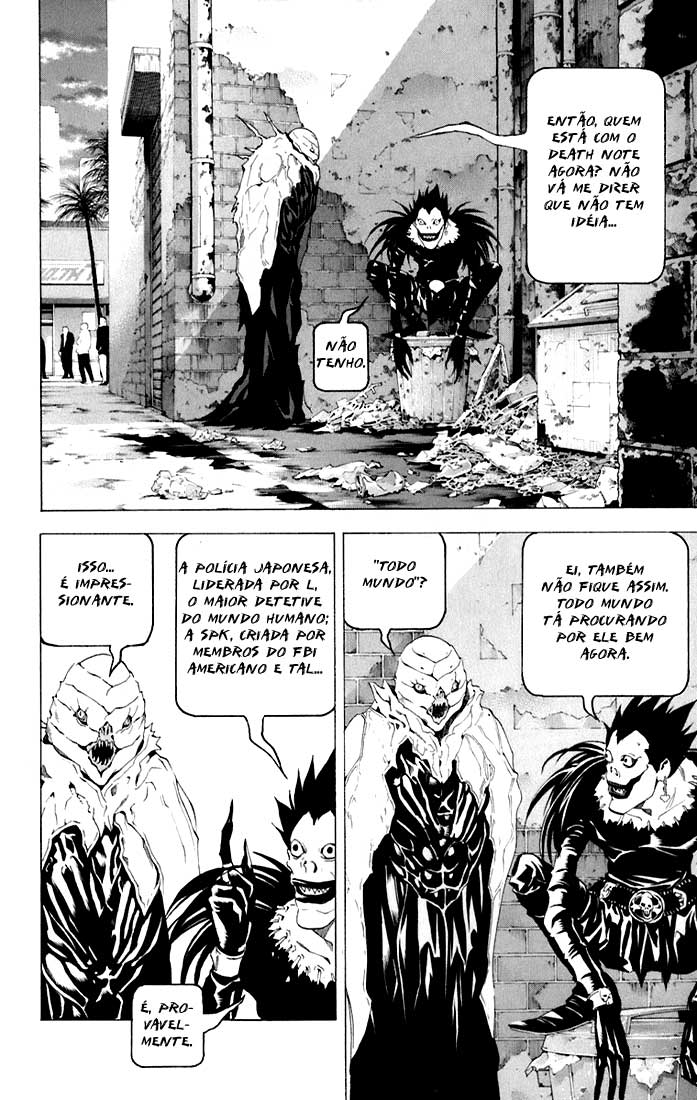 ENTÃO, QUEM
ESTÁ COM O
DEATH NOTE
AGORA? NÃO
VÁ ME DIZER
QUE NÃO TEM
IDÉIA...
NÃO
TENHO.
EI, TAMBÉM
NÃO FIQUE ASSIM.
TODO MUNDO
TÁ PROCURANDO
POR ELE BEM
AGORA.
"TODO
MUNDO"?
A POLÍCIA JAPONESA,
LIDERADA POR L,
O MAIOR DETETIVE
DO MUNDO HUMANO;
A SPK, CRIADA POR
MEMBROS DO FBI
AMERICANO E TAL...
ISSO...
É IMPRES-
SIONANTE.
É, PRO-
VAVEL-
MENTE.